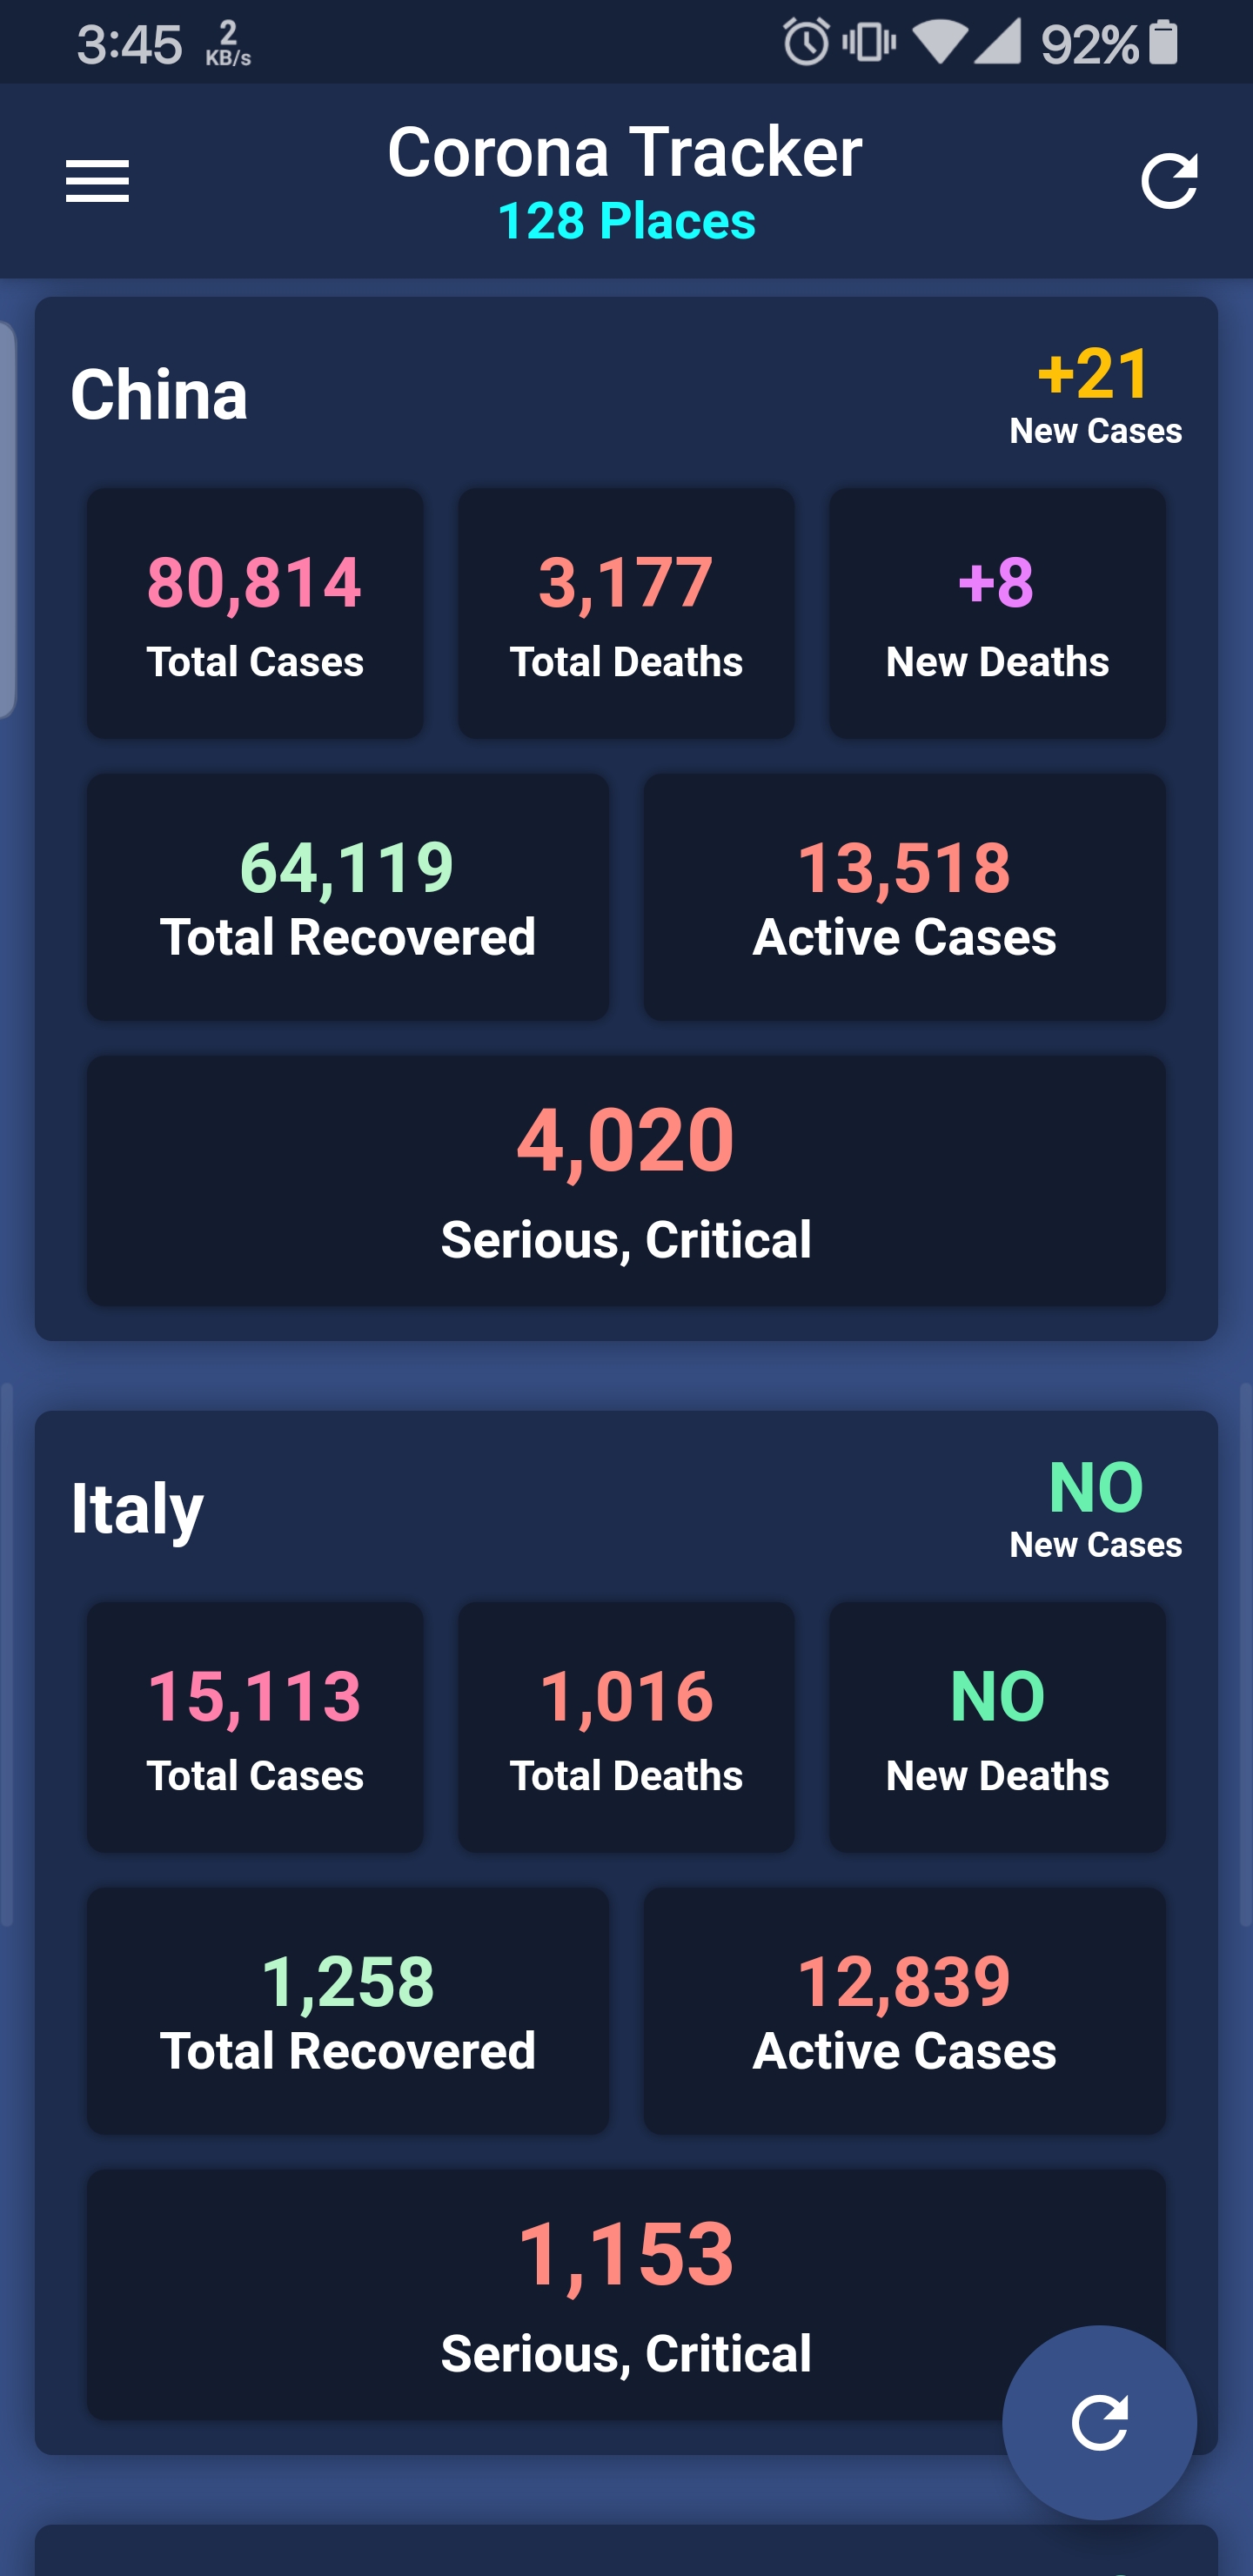 3:45 2 KB/s 92%
Corona Tracker
128 Places
China
+21
New Cases
80,814 3,177 +8
Total Cases Total Deaths New Deaths
64,119 13,518
Total Recovered Active Cases
4,020
Serious, Critical
Italy
NO
New Cases
15,113 1,016 NO
Total Cases Total Deaths New Deaths
1,258 12,839
Total Recovered Active Cases
1,153
Serious, Critical